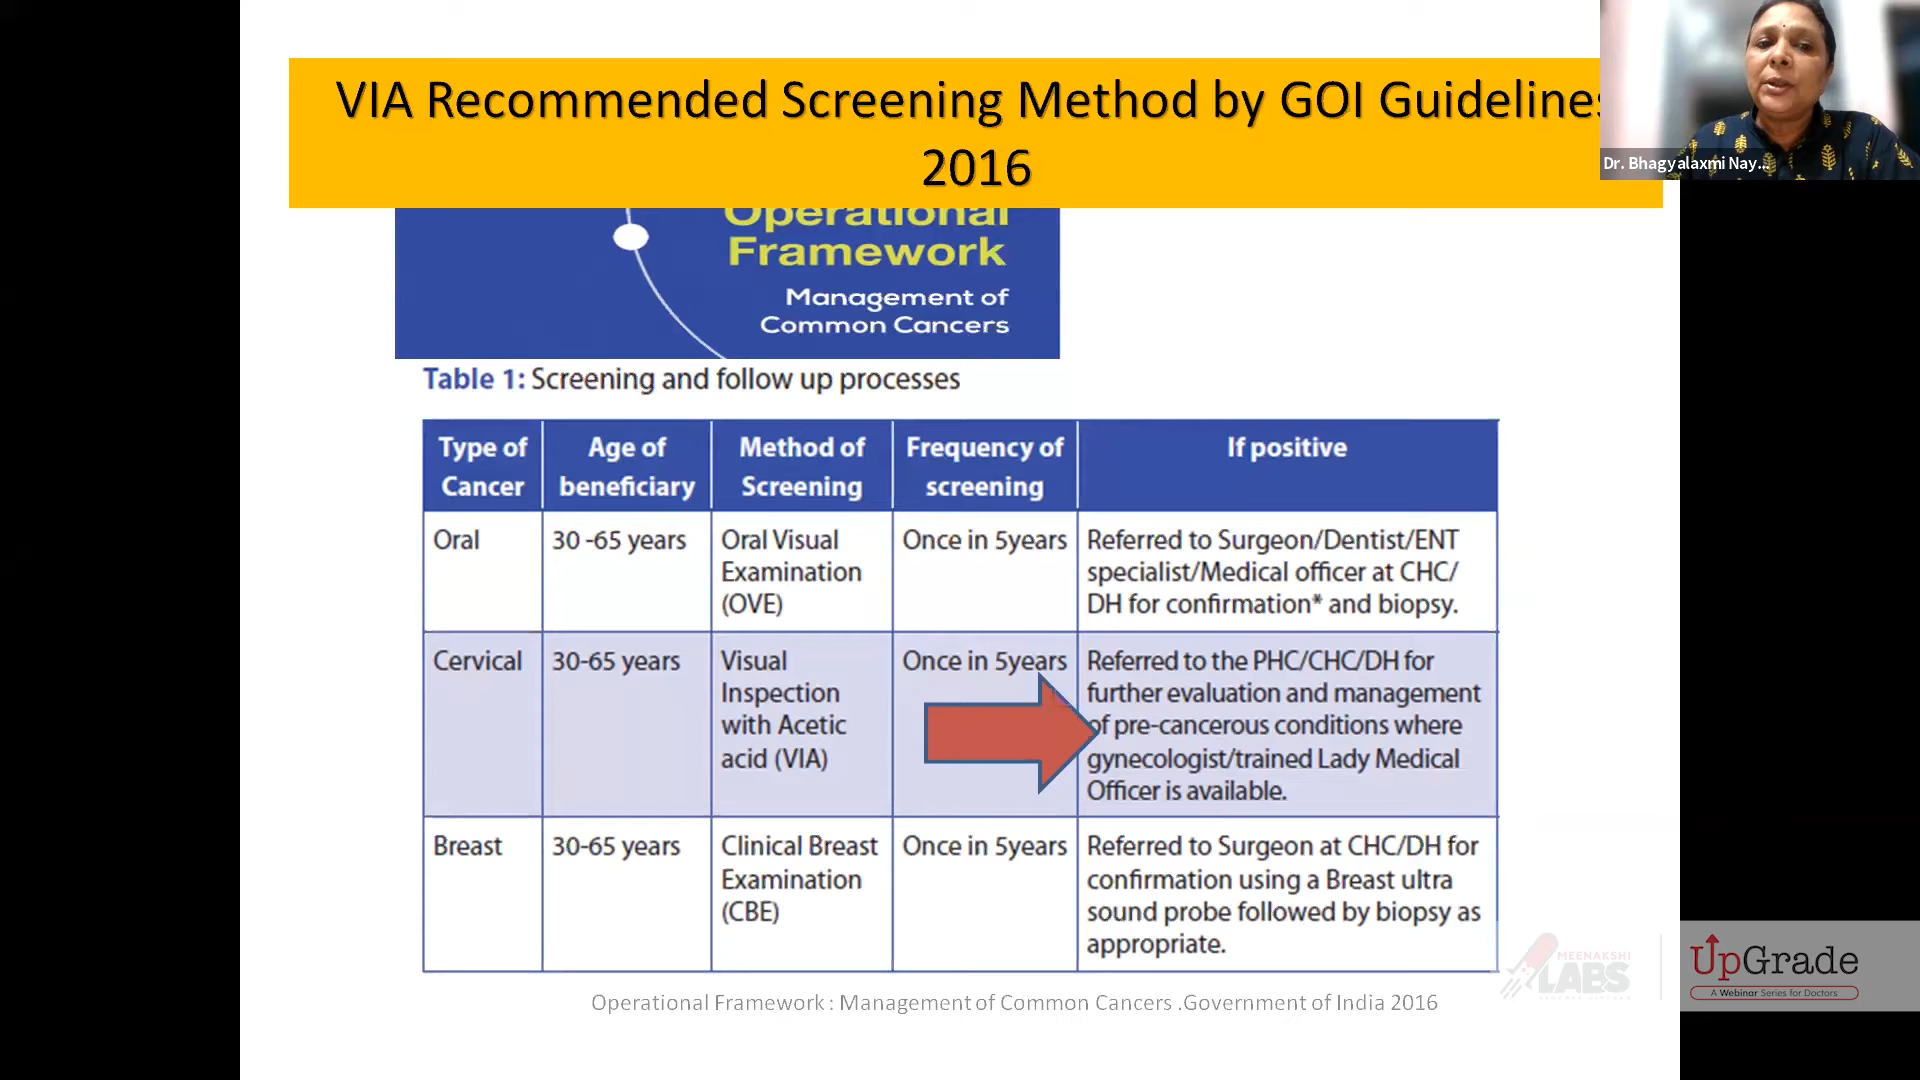 VIA Recommended Screening Method by GOI Guideline
2016
Dr. Bhagyalaxmi Nay...
Operational
Framework
Management of
Common Cancers
Table 1: Screening and follow up processes
Type of
Cancer
Age of
beneficiary
Method of
Screening
Frequency of
screening
If positive
Oral
30 -65 years
Oral Visual
Examination
(OVE)
Once in 5years
Referred to Surgeon/Dentist/ENT
specialist/Medical officer at CHC/
DH for confirmation* and biopsy.
Cervical
30-65 years
Visual
Inspection
with Acetic
acid (VIA)
Once in 5years
Referred to the PHC/CHC/DH for
further evaluation and management
of pre-cancerous conditions where
gynecologist/trained Lady Medical
Officer is available.
Breast
30-65 years
Clinical Breast
Examination
(CBE)
Once in 5years
Referred to Surgeon at CHC/DH for
confirmation using a Breast ultra
sound probe followed by biopsy as
appropriate.
MEENAKSHI
LABS
UpGrade
A Webinar Series for Doctors
Operational Framework : Management of Common Cancers .Government of India 2016